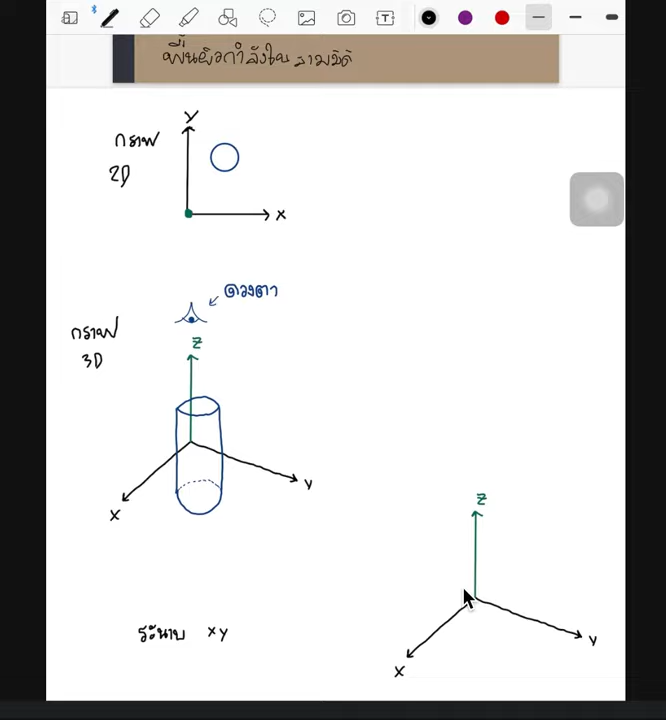 พื้นผิวกำลังใน สามมิติ
กราฟ
2D
Y
X
ดวงตา
กราฟ
3D
Z
Y
X
Z
Y
X
ระนาบ xy